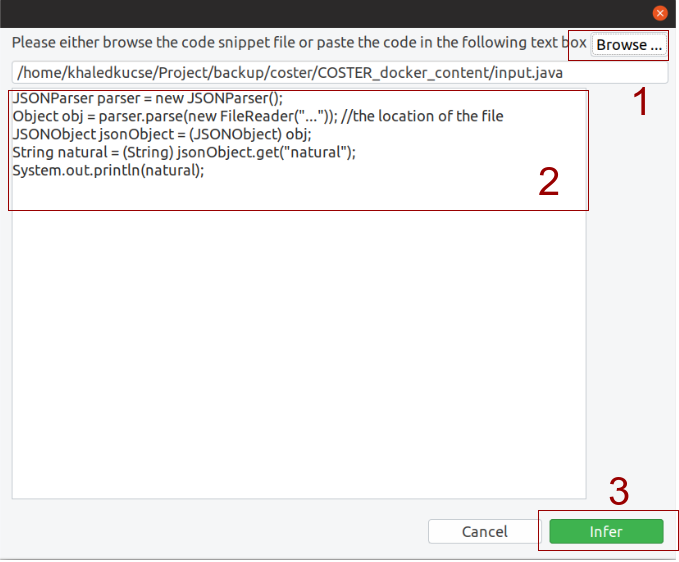 Please either browse the code snippet file or paste the code in the following text box
Browse ...
/home/khaledkucse/Project/backup/coster/COSTER_docker_content/input.java
1
JSONParser parser = new JSONParser();
Object obj = parser.parse(new FileReader("...")); //the location of the file
JSONObject jsonObject = (JSONObject) obj;
String natural = (String) jsonObject.get("natural");
System.out.println(natural);
2
3
Cancel
Infer